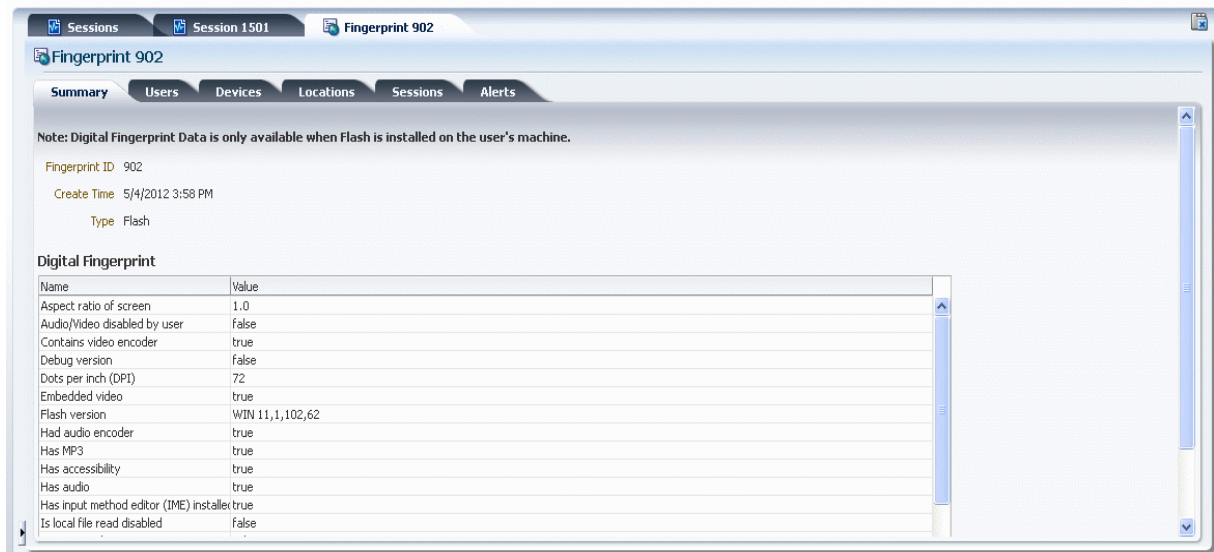 Sessions Session 1501 Fingerprint 902
Fingerprint 902
Summary Users Devices Locations Sessions Alerts
Note: Digital Fingerprint Data is only available when Flash is installed on the user's machine.
Fingerprint ID 902
Create Time 5/4/2012 3:58 PM
Type Flash
Digital Fingerprint
Name Value
Aspect ratio of screen 1.0
Audio/Video disabled by user false
Contains video encoder true
Debug version false
Dots per inch (DPI) 72
Embedded video true
Flash version WIN 11,1,102,62
Had audio encoder true
Has MP3 true
Has accessibility true
Has audio true
Has input method editor (IME) installed true
Is local file read disabled false